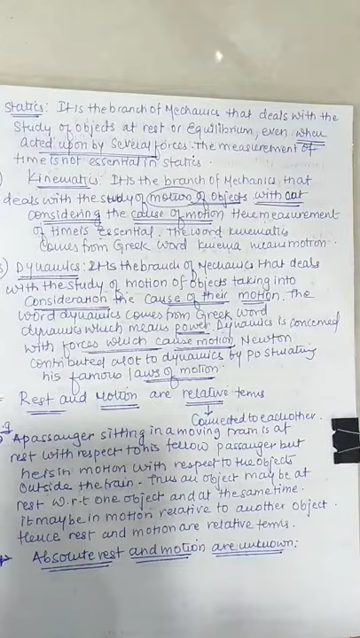 Statics: It is the branch of Mechanics that deals with the
study of objects at rest or Equilibrium, even when
acted upon by several forces. The measurement of
time is not essential in statics.
) Kinematics: It is the branch of Mechanics that
deals with the study of motion of objects with out
considering the cause of motion Here measurement
of time is Essential. The word kinematics
comes from Greek word kinema means motion.
3) Dynamics: It is the branch of Mechanics that deals
with the study of motion of objects taking into
consideration the cause of their motion. The
word dynamics comes from Greek word
dynamis which means power Dynamics is concerned
with forces which cause motion. Newton
contributed a lot to dynamics by postulating
his famous laws of motion.
Rest and Motion are relative terms
↓
Connected to each other.
A passanger sitting in a moving train is at
rest with respect to his fellow passanger but
he is in motion with respect to the objects
outside the train. Thus an object may be at
rest w.r.t one object and at the same time.
it may be in motion relative to another object.
Hence rest and motion are relative terms.
Absolute rest and motion are unknown: